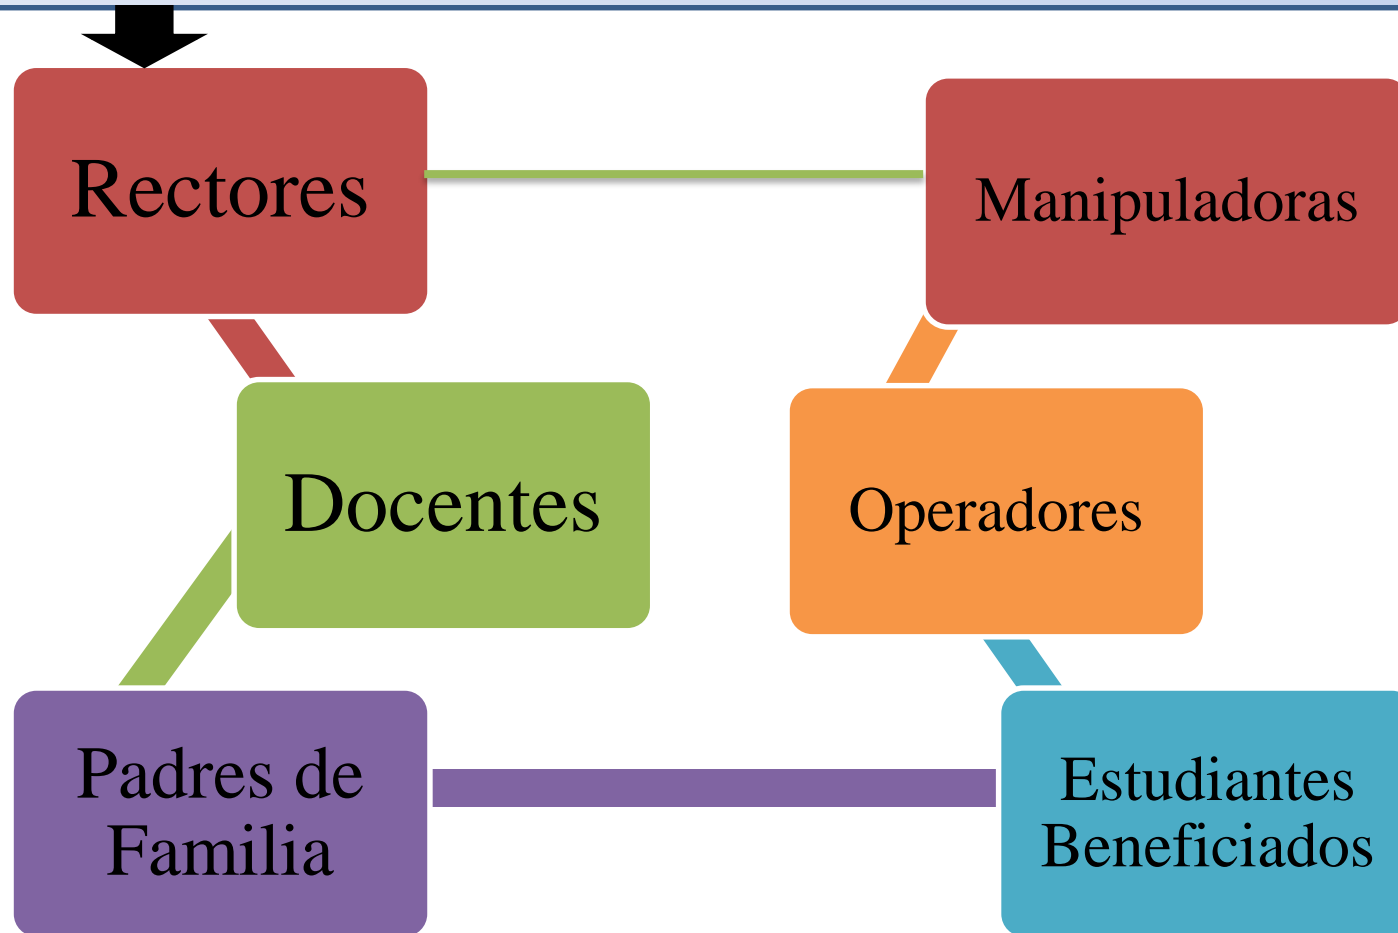 Rectores
Manipuladoras
Docentes
Operadores
Padres de
Familia
Estudiantes
Beneficiados